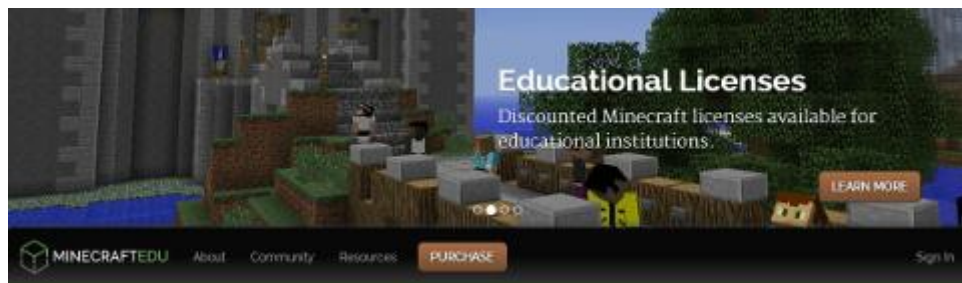 Educational Licenses
Discounted Minecraft licenses available for
educational institutions.
LEARN MORE
MINECRAFTEDU About Community Resources PURCHASE Sign In